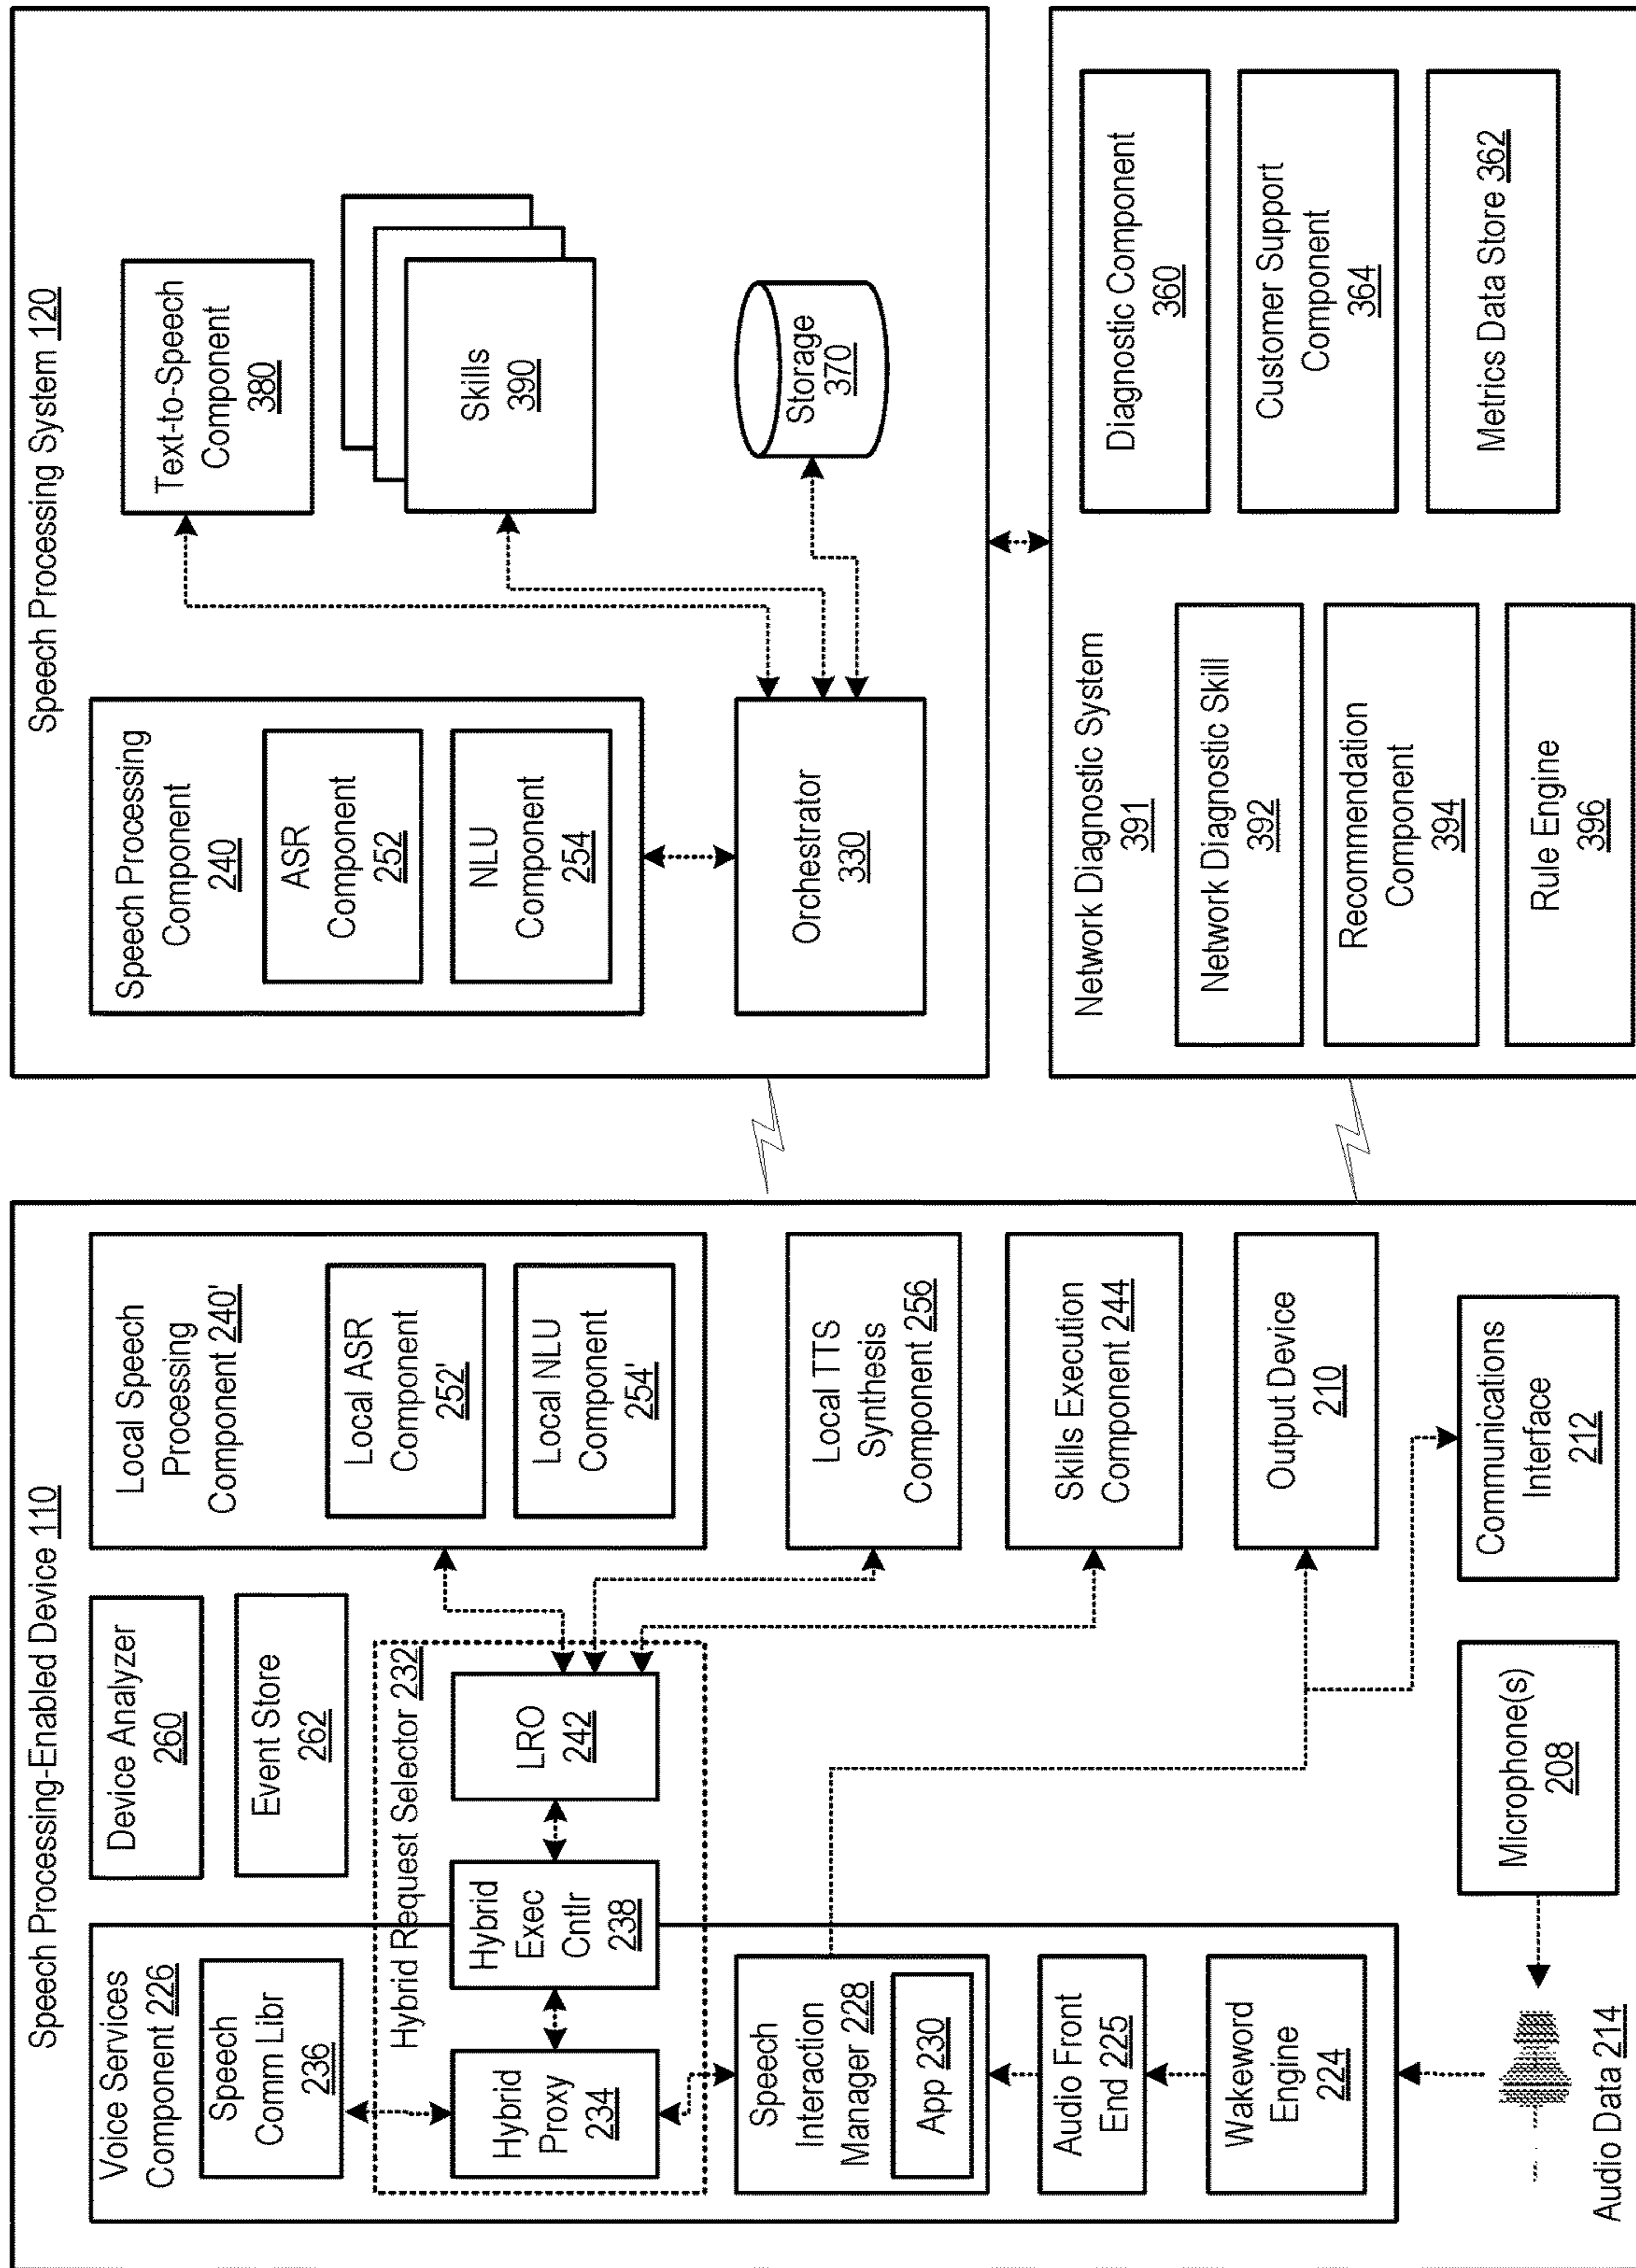 Speech Processing-Enabled Device 110
Voice Services
Component 226
Speech
Comm Libr
236
Device Analyzer
260
Event Store
262
Hybrid Request Selector 232
Hybrid
Proxy
234
Hybrid
Exec
Cntlr
238
LRO
242
Local Speech
Processing
Component 240'
Local ASR
Component
252'
Local NLU
Component
254'
Speech
Interaction
Manager 228
App 230
Audio Front
End 225
Wakeword
Engine
224
Local TTS
Synthesis
Component 256
Skills Execution
Component 244
Output Device
210
Communications
Interface
212
Microphone(s)
208
Audio Data 214
Speech Processing System 120
Speech Processing
Component
240
ASR
Component
252
NLU
Component
254
Orchestrator
330
Text-to-Speech
Component
380
Skills
390
Storage
370
Network Diagnostic System
391
Network Diagnostic Skill
392
Recommendation
Component
394
Rule Engine
396
Diagnostic Component
360
Customer Support
Component
364
Metrics Data Store 362